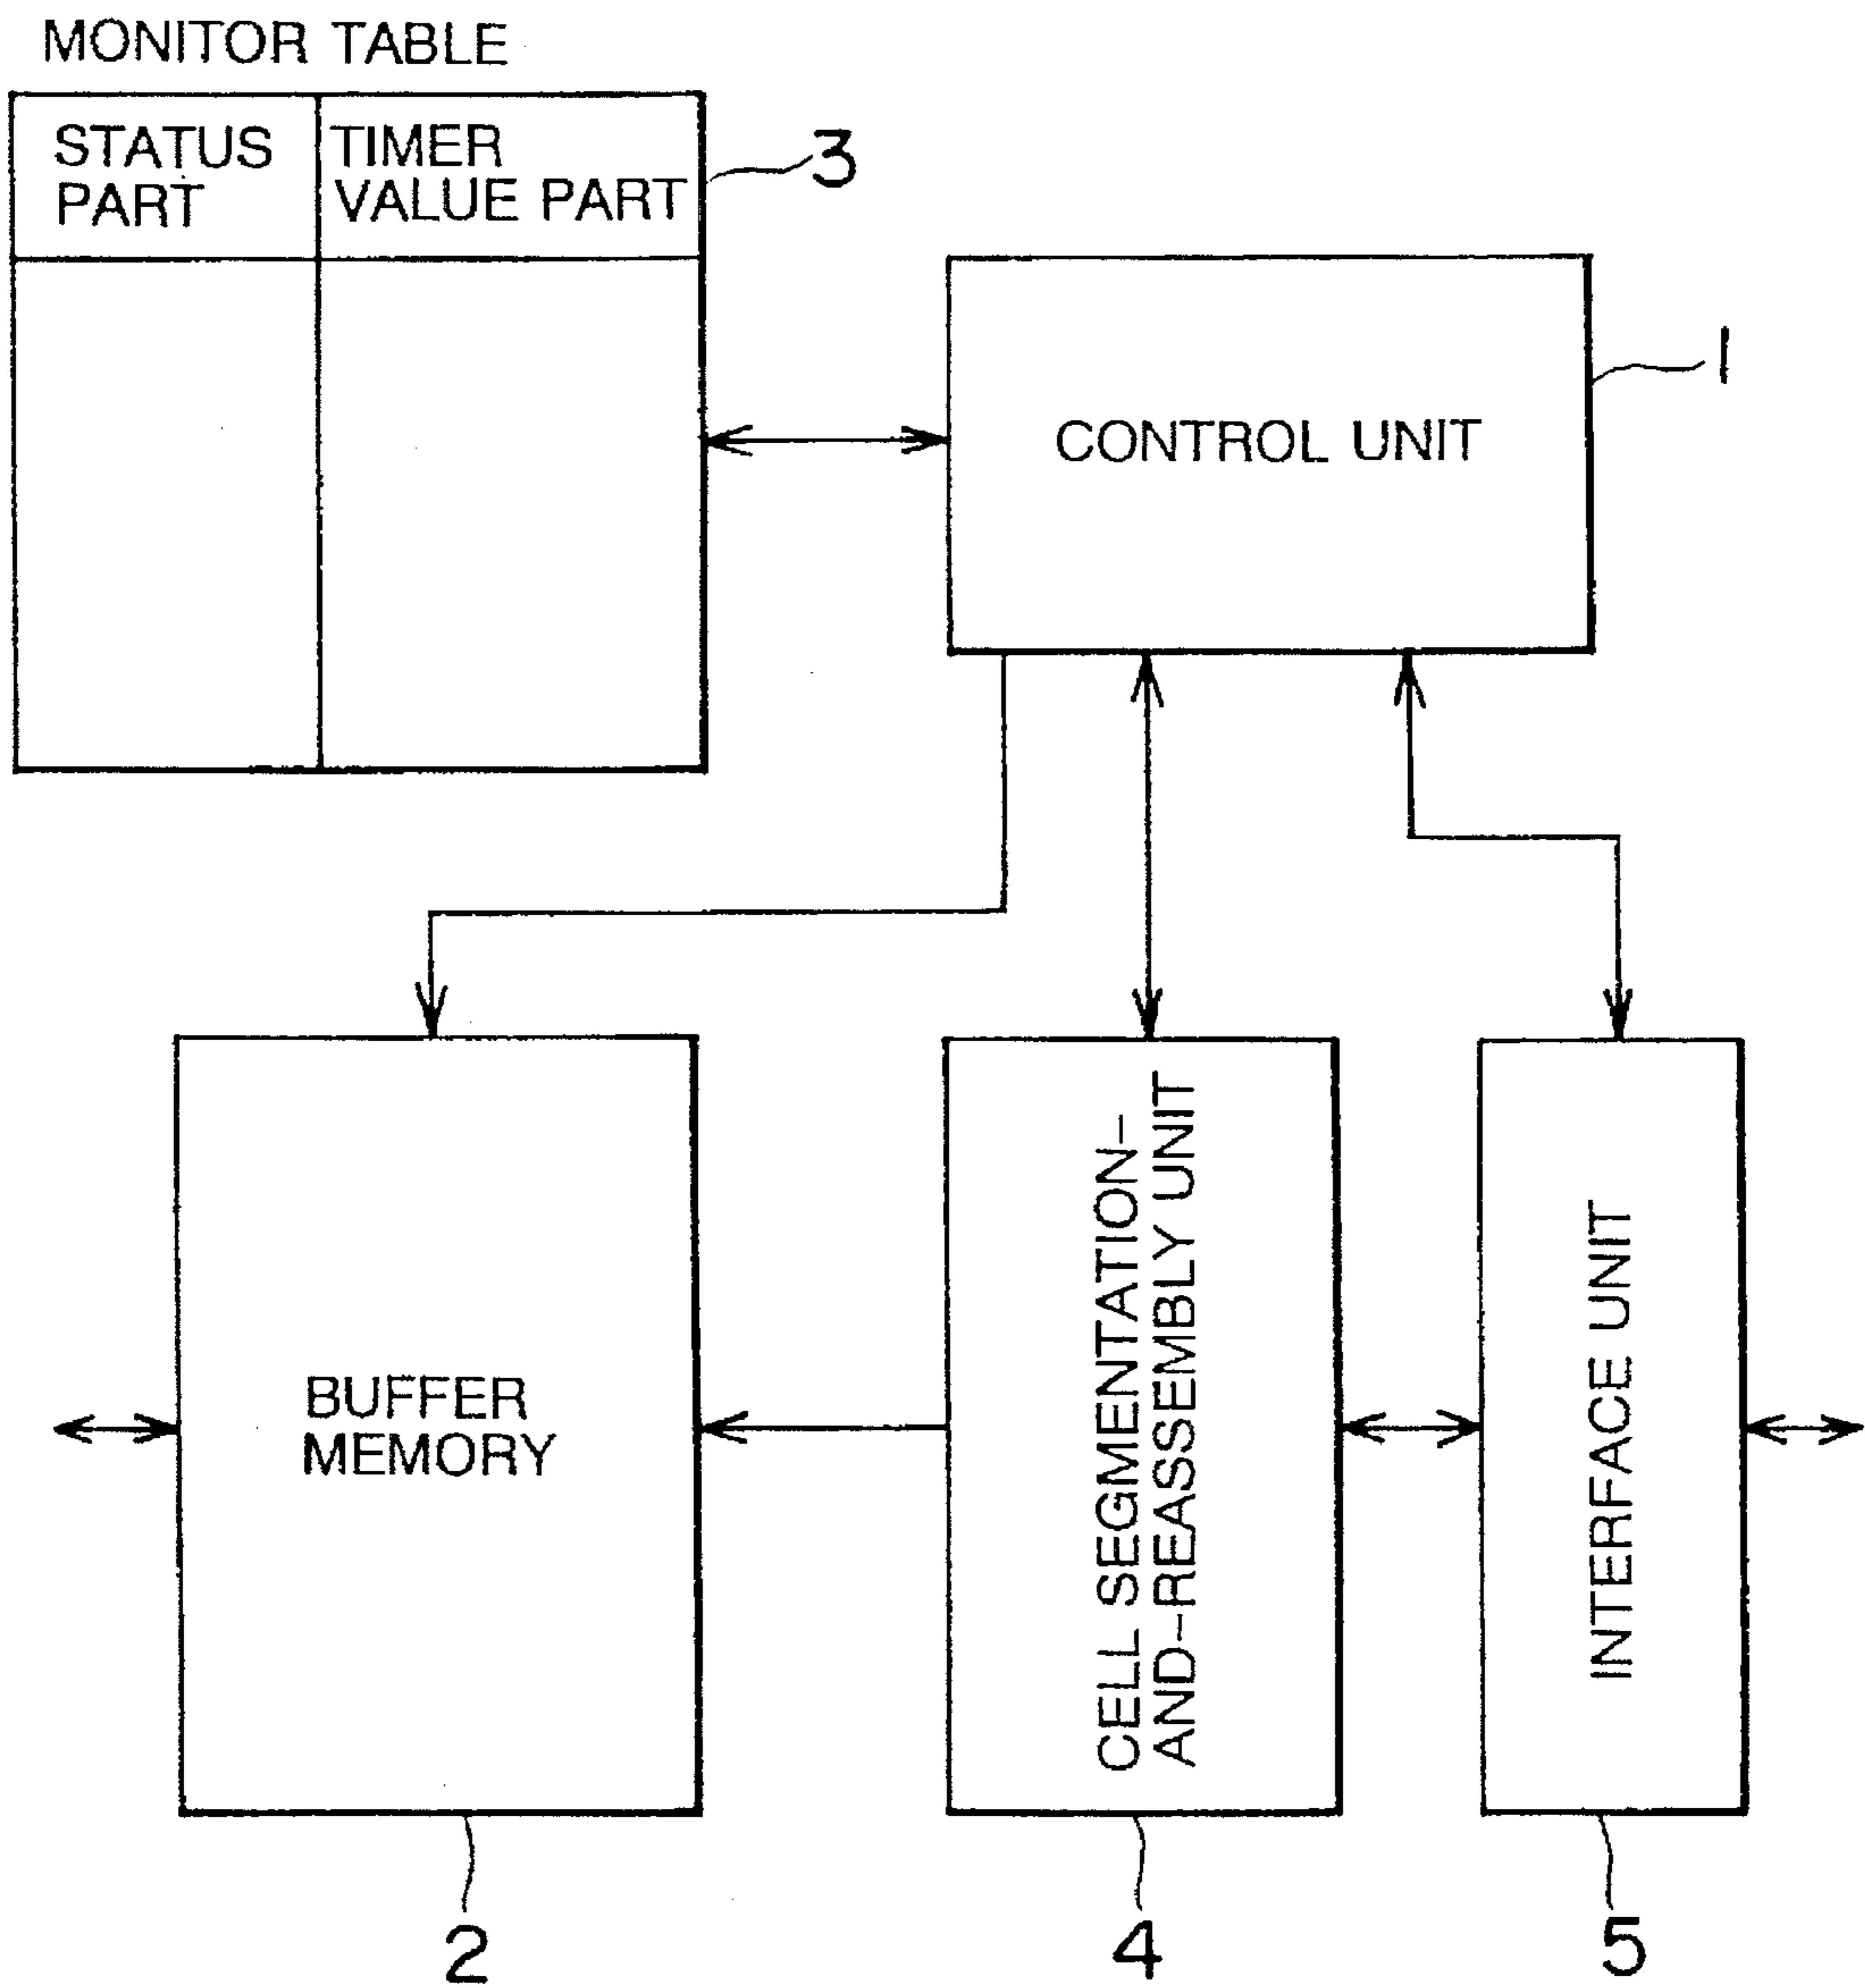 MONITOR TABLE
STATUS
PART
TIMER
VALUE PART
3
CONTROL UNIT
1
BUFFER
MEMORY
2
CELL SEGMENTATION–
AND–REASSEMBLY UNIT
4
INTERFACE UNIT
5